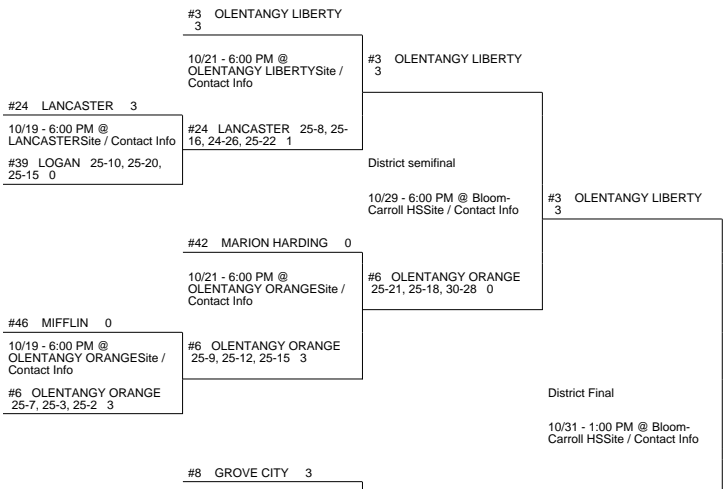 #3 OLENTANGY LIBERTY
3
10/21 - 6:00 PM @
OLENTANGY LIBERTYSite /
Contact Info
#3 OLENTANGY LIBERTY
3
#24 LANCASTER 3
10/19 - 6:00 PM @
LANCASTERSite / Contact Info
#24 LANCASTER 25-8, 25-
16, 24-26, 25-22 1
#39 LOGAN 25-10, 25-20,
25-15 0
District semifinal
10/29 - 6:00 PM @ Bloom-
Carroll HSSite / Contact Info
#3 OLENTANGY LIBERTY
3
#42 MARION HARDING 0
10/21 - 6:00 PM @
OLENTANGY ORANGESite /
Contact Info
#6 OLENTANGY ORANGE
25-21, 25-18, 30-28 0
#46 MIFFLIN 0
10/19 - 6:00 PM @
OLENTANGY ORANGESite /
Contact Info
#6 OLENTANGY ORANGE
25-9, 25-12, 25-15 3
#6 OLENTANGY ORANGE
25-7, 25-3, 25-2 3
District Final
10/31 - 1:00 PM @ Bloom-
Carroll HSSite / Contact Info
#8 GROVE CITY 3